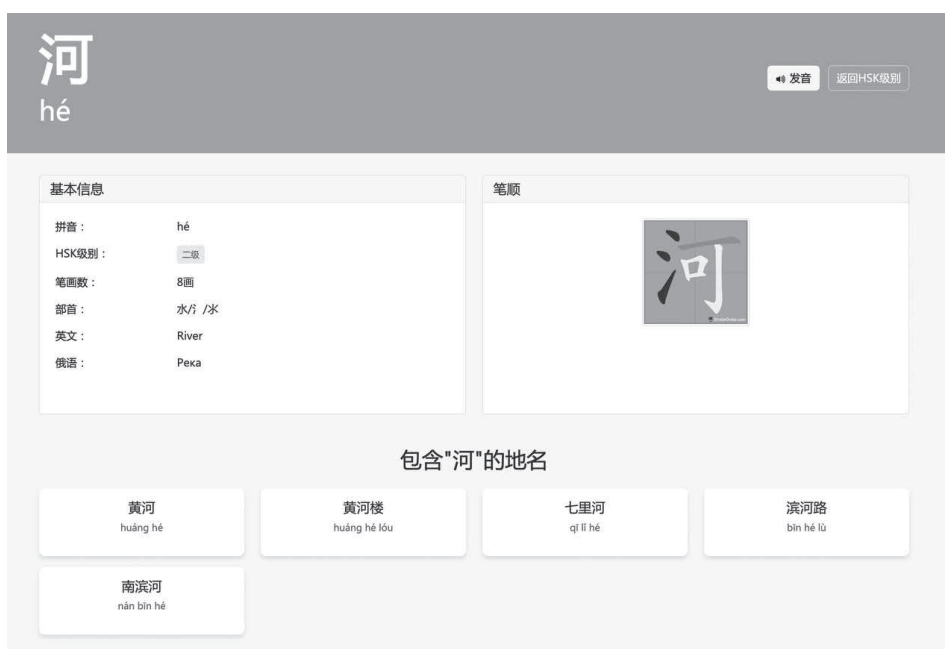 河
hé
发音
返回HSK级别
基本信息
拼音： hé
HSK级别： 二级
笔画数： 8画
部首： 水/氵/氺
英文： River
俄语： Река
笔顺
河
包含"河"的地名
黄河
huáng hé
黄河楼
huáng hé lóu
七里河
qī lǐ hé
滨河路
bīn hé lù
南滨河
nán bīn hé